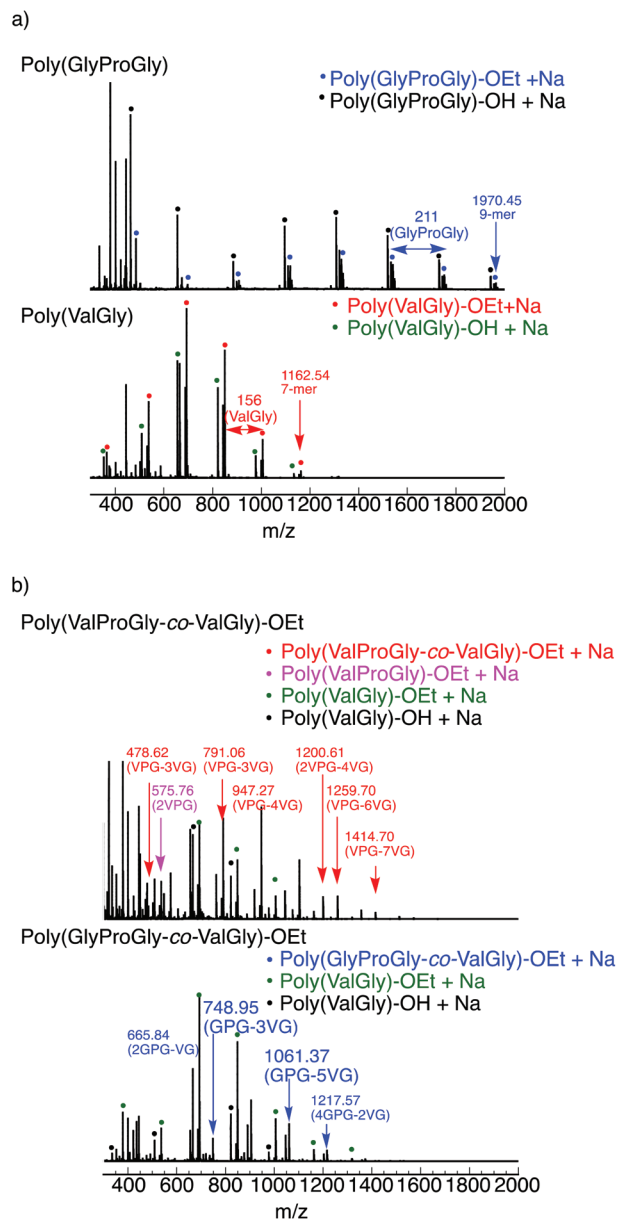 a)
Poly(GlyProGly)
• Poly(GlyProGly)-OEt +Na
• Poly(GlyProGly)-OH + Na
211
(GlyProGly)
1970.45
9-mer
Poly(ValGly)
• Poly(ValGly)-OEt+Na
• Poly(ValGly)-OH + Na
156
(ValGly)
1162.54
7-mer
400 600 800 1000 1200 1400 1600 1800 2000
m/z
b)
Poly(ValProGly-co-ValGly)-OEt
• Poly(ValProGly-co-ValGly)-OEt + Na
• Poly(ValProGly)-OEt + Na
• Poly(ValGly)-OEt + Na
• Poly(ValGly)-OH + Na
478.62
(VPG-3VG)
575.76
(2VPG)
791.06
(VPG-3VG)
947.27
(VPG-4VG)
1200.61
(2VPG-4VG)
1259.70
(VPG-6VG)
1414.70
(VPG-7VG)
Poly(GlyProGly-co-ValGly)-OEt
• Poly(GlyProGly-co-ValGly)-OEt + Na
• Poly(ValGly)-OEt + Na
• Poly(ValGly)-OH + Na
665.84
(2GPG-VG)
748.95
(GPG-3VG)
1061.37
(GPG-5VG)
1217.57
(4GPG-2VG)
400 600 800 1000 1200 1400 1600 1800 2000
m/z